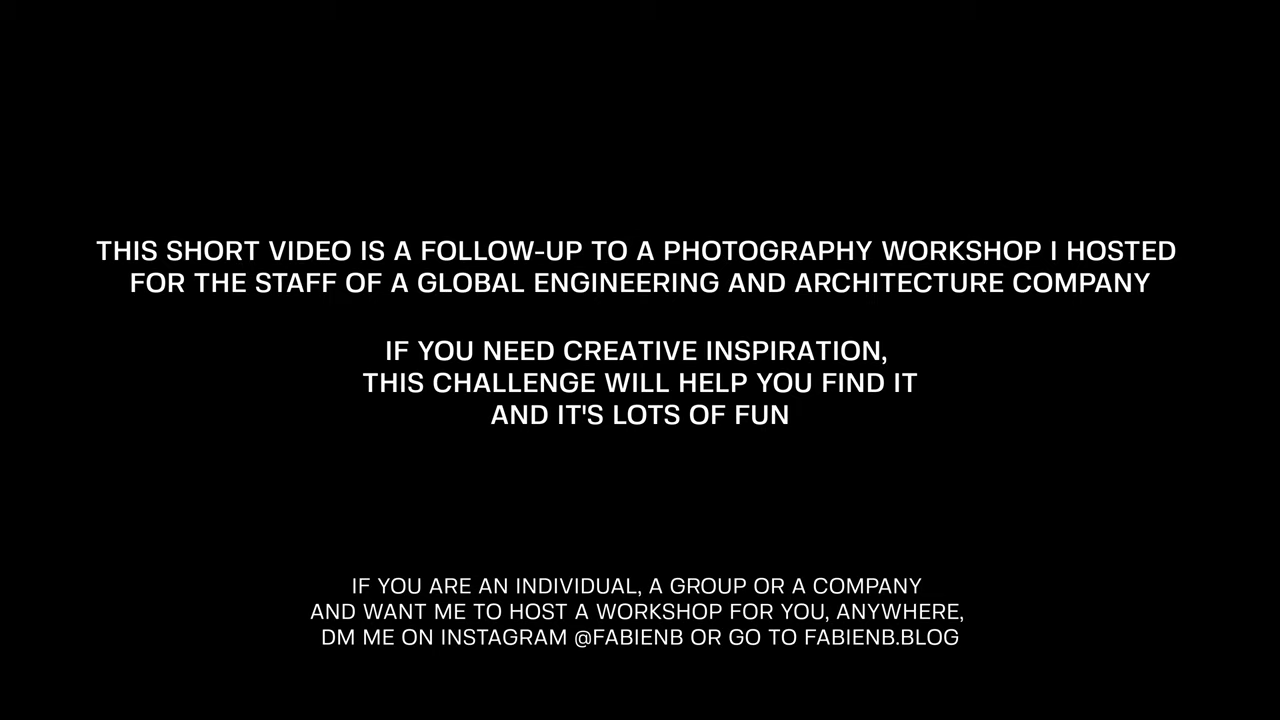 THIS SHORT VIDEO IS A FOLLOW-UP TO A PHOTOGRAPHY WORKSHOP I HOSTED
FOR THE STAFF OF A GLOBAL ENGINEERING AND ARCHITECTURE COMPANY
IF YOU NEED CREATIVE INSPIRATION,
THIS CHALLENGE WILL HELP YOU FIND IT
AND IT'S LOTS OF FUN
IF YOU ARE AN INDIVIDUAL, A GROUP OR A COMPANY
AND WANT ME TO HOST A WORKSHOP FOR YOU, ANYWHERE,
DM ME ON INSTAGRAM @FABIENB OR GO TO FABIENB.BLOG